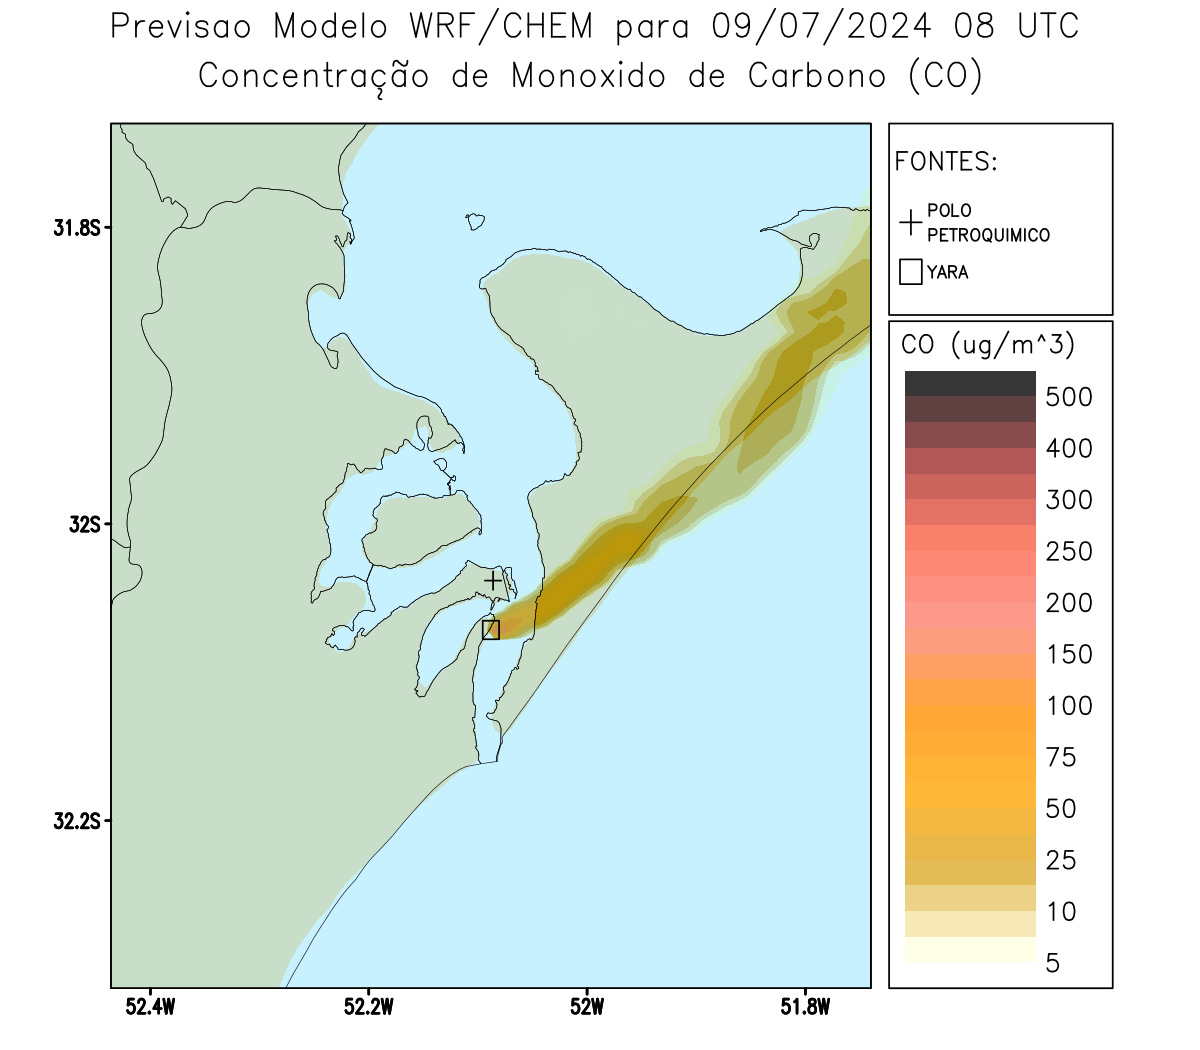 Previsao Modelo WRF/CHEM para 09/07/2024 08 UTC
Concentração de Monoxido de Carbono (CO)
FONTES:
POLO
PETROQUIMICO
YARA
CO (ug/m^3)
500
400
300
250
200
150
100
75
50
25
10
5
31.8S
32S
32.2S
52.4W
52.2W
52W
51.8W